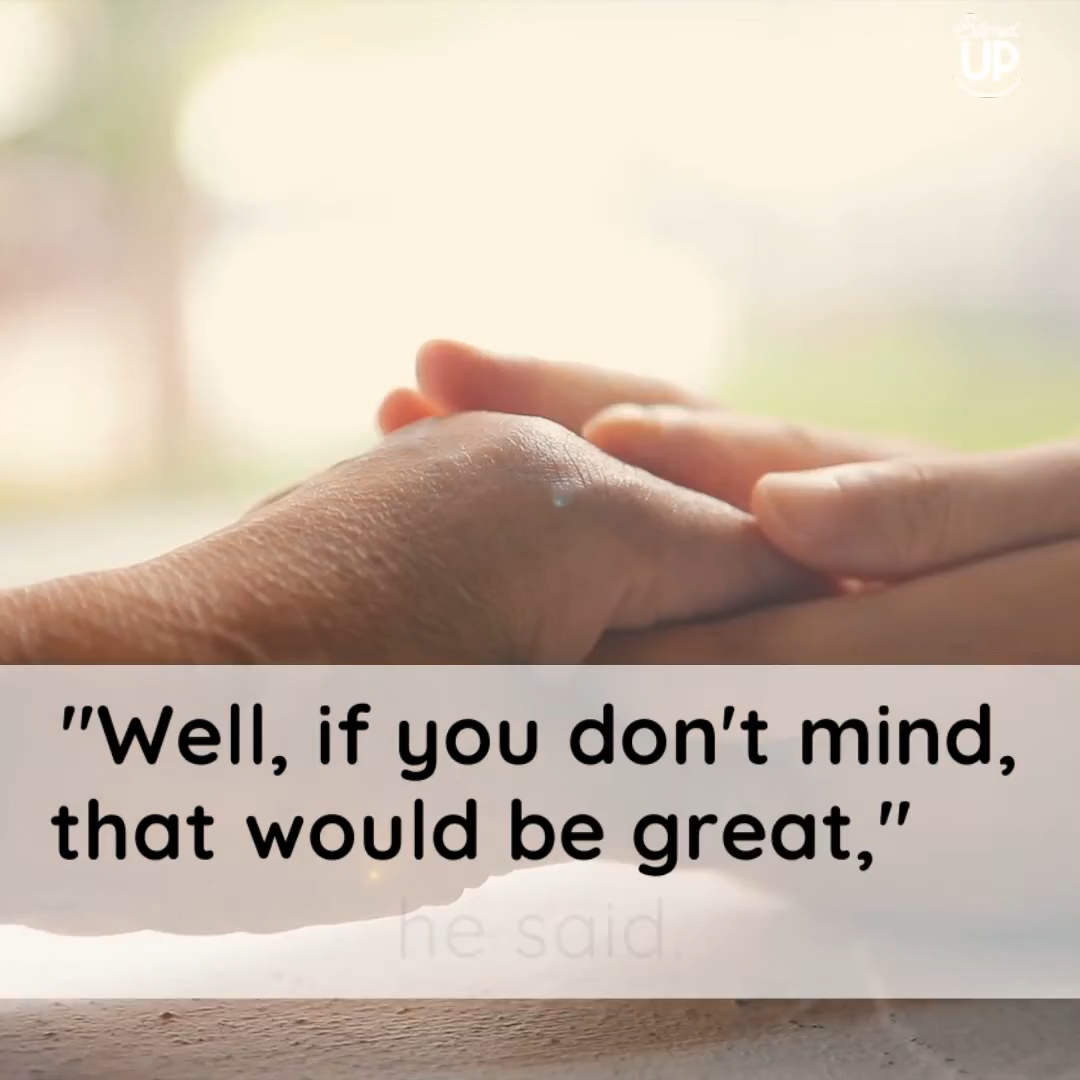 UP
"Well, if you don't mind,
that would be great,"
he said.